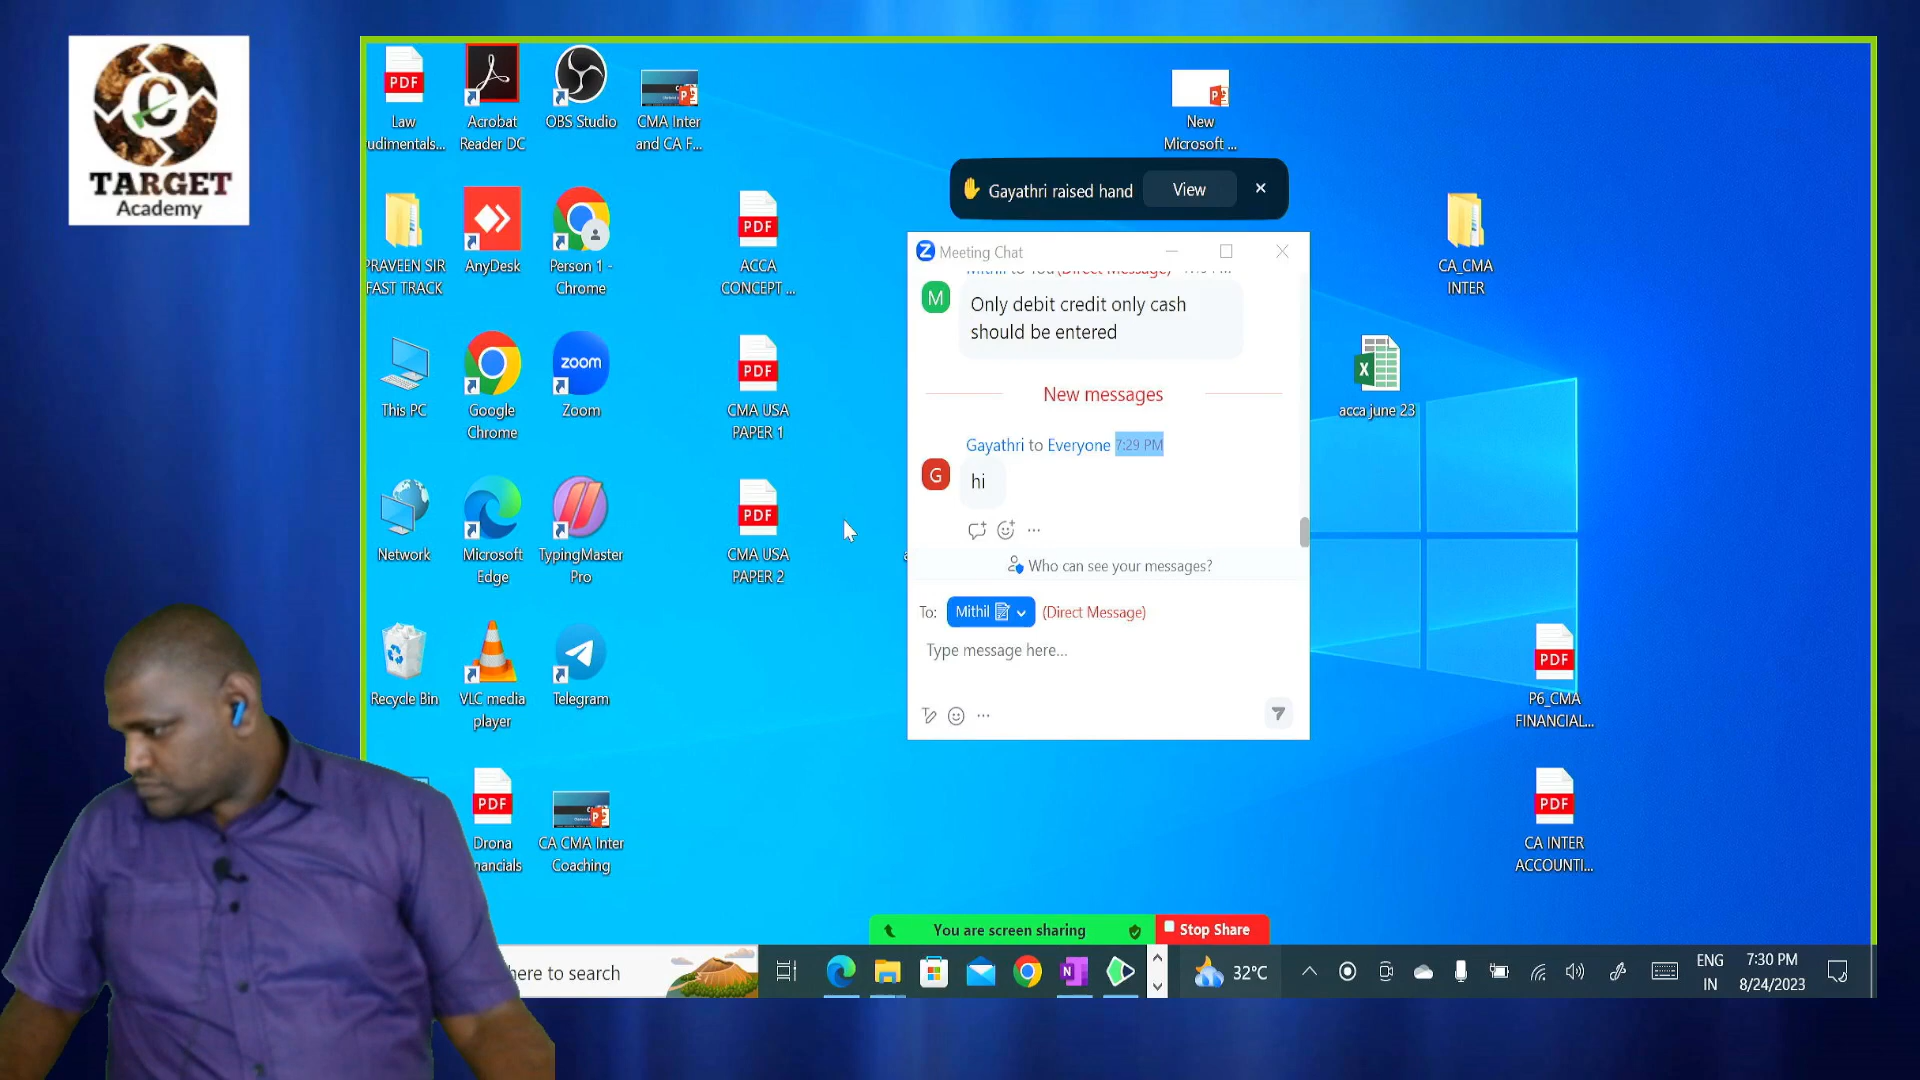 C
TARGET
Academy
PDF
Law
udimentals...
Acrobat
Reader DC
OBS Studio
CMA Inter
and CA F...
New
Microsoft ...
Gayathri raised hand
View
PRAVEEN SIR
FAST TRACK
AnyDesk
Person 1 -
Chrome
PDF
ACCA
CONCEPT ...
CA_CMA
INTER
Meeting Chat
Mithil to You (Direct Message)
M
Only debit credit only cash
should be entered
New messages
Gayathri to Everyone 7:29 PM
G
hi
Who can see your messages?
To:
Mithil
(Direct Message)
Type message here...
This PC
Google
Chrome
zoom
Zoom
PDF
CMA USA
PAPER 1
acca june 23
Network
Microsoft
Edge
TypingMaster
Pro
PDF
CMA USA
PAPER 2
Recycle Bin
VLC media
player
Telegram
PDF
P6_CMA
FINANCIAL...
PDF
Drona
nancials
CA CMA Inter
Coaching
PDF
CA INTER
ACCOUNTI...
You are screen sharing
Stop Share
here to search
32°C
ENG
IN
7:30 PM
8/24/2023